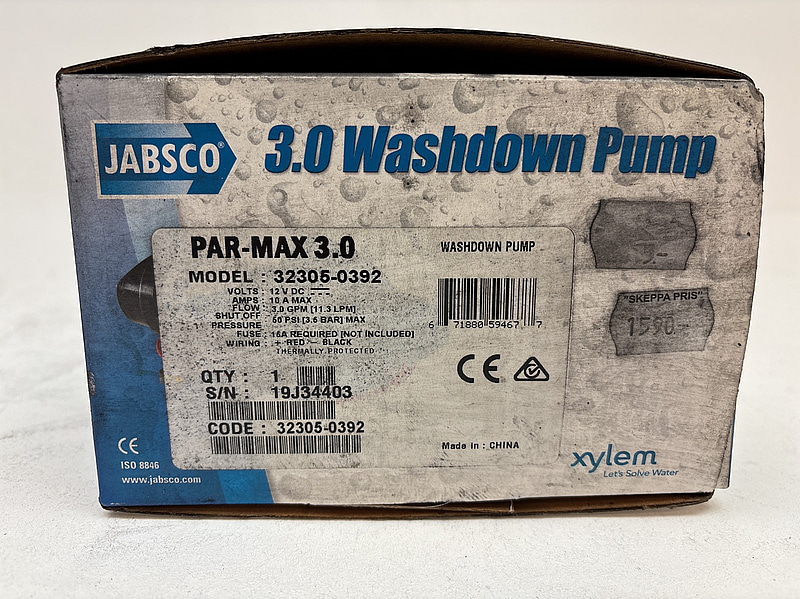 JABSCO®
3.0 Washdown Pump
PAR-MAX 3.0
WASHDOWN PUMP
MODEL : 32305-0392
VOLTS : 12 V DC
AMPS : 10 A MAX
FLOW : 3.0 GPM [11.3 LPM]
SHUT OFF : 50 PSI [3.6 BAR] MAX
PRESSURE
FUSE : 15A REQUIRED [NOT INCLUDED]
WIRING : + RED - BLACK
THERMALLY PROTECTED
6 71880 59467 7
"SKEPPA PRIS"
1590
QTY : 1
S/N : 19J34403
CODE : 32305-0392
CE
Made in : CHINA
CE
ISO 8846
www.jabsco.com
xylem
Let's Solve Water